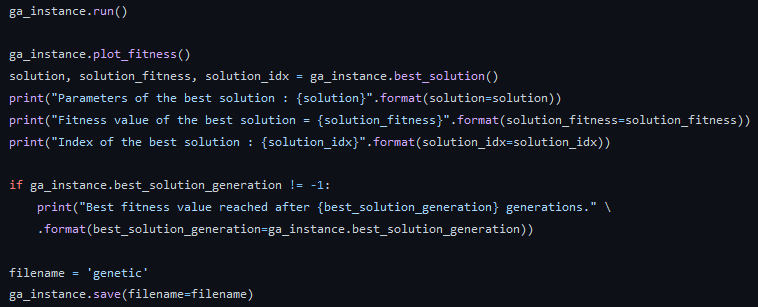 ga_instance.run()
ga_instance.plot_fitness()
solution, solution_fitness, solution_idx = ga_instance.best_solution()
print("Parameters of the best solution : {solution}".format(solution=solution))
print("Fitness value of the best solution = {solution_fitness}".format(solution_fitness=solution_fitness))
print("Index of the best solution : {solution_idx}".format(solution_idx=solution_idx))
if ga_instance.best_solution_generation != -1:
    print("Best fitness value reached after {best_solution_generation} generations." \
    .format(best_solution_generation=ga_instance.best_solution_generation))
filename = 'genetic'
ga_instance.save(filename=filename)